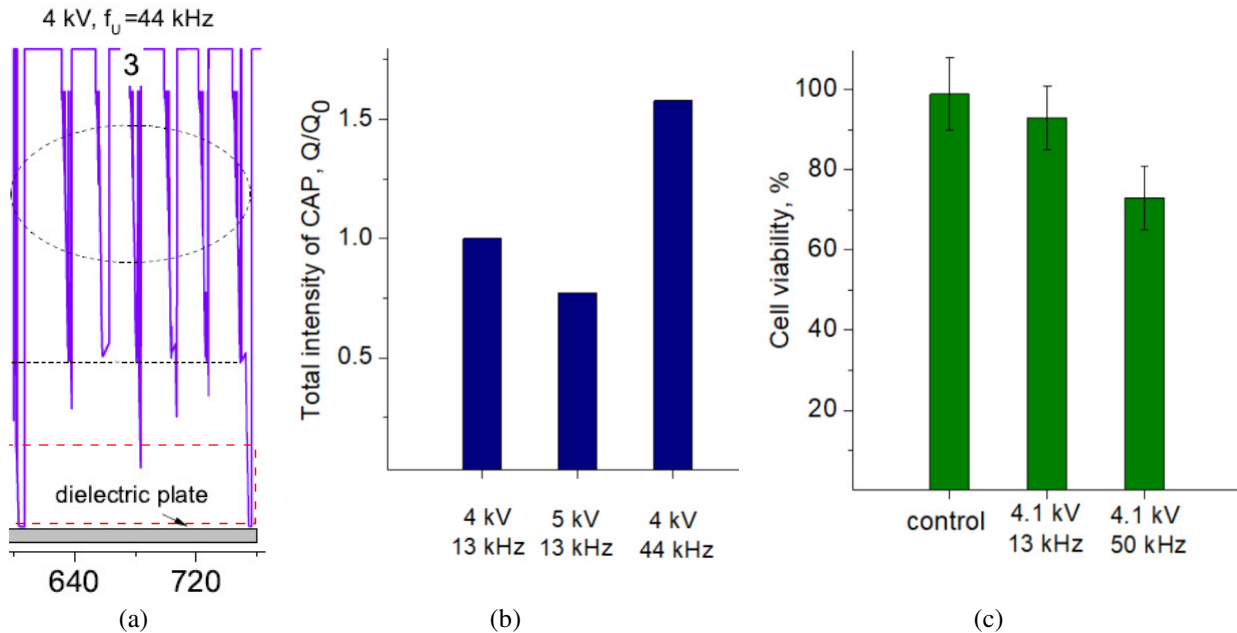 4 kV, f_U=44 kHz
3
dielectric plate
640 720
(a)
Total intensity of CAP, Q/Q_0
1.5
1.0
0.5
4 kV 5 kV 4 kV
13 kHz 13 kHz 44 kHz
(b)
Cell viability, %
100
80
60
40
20
control 4.1 kV 4.1 kV
13 kHz 50 kHz
(c)